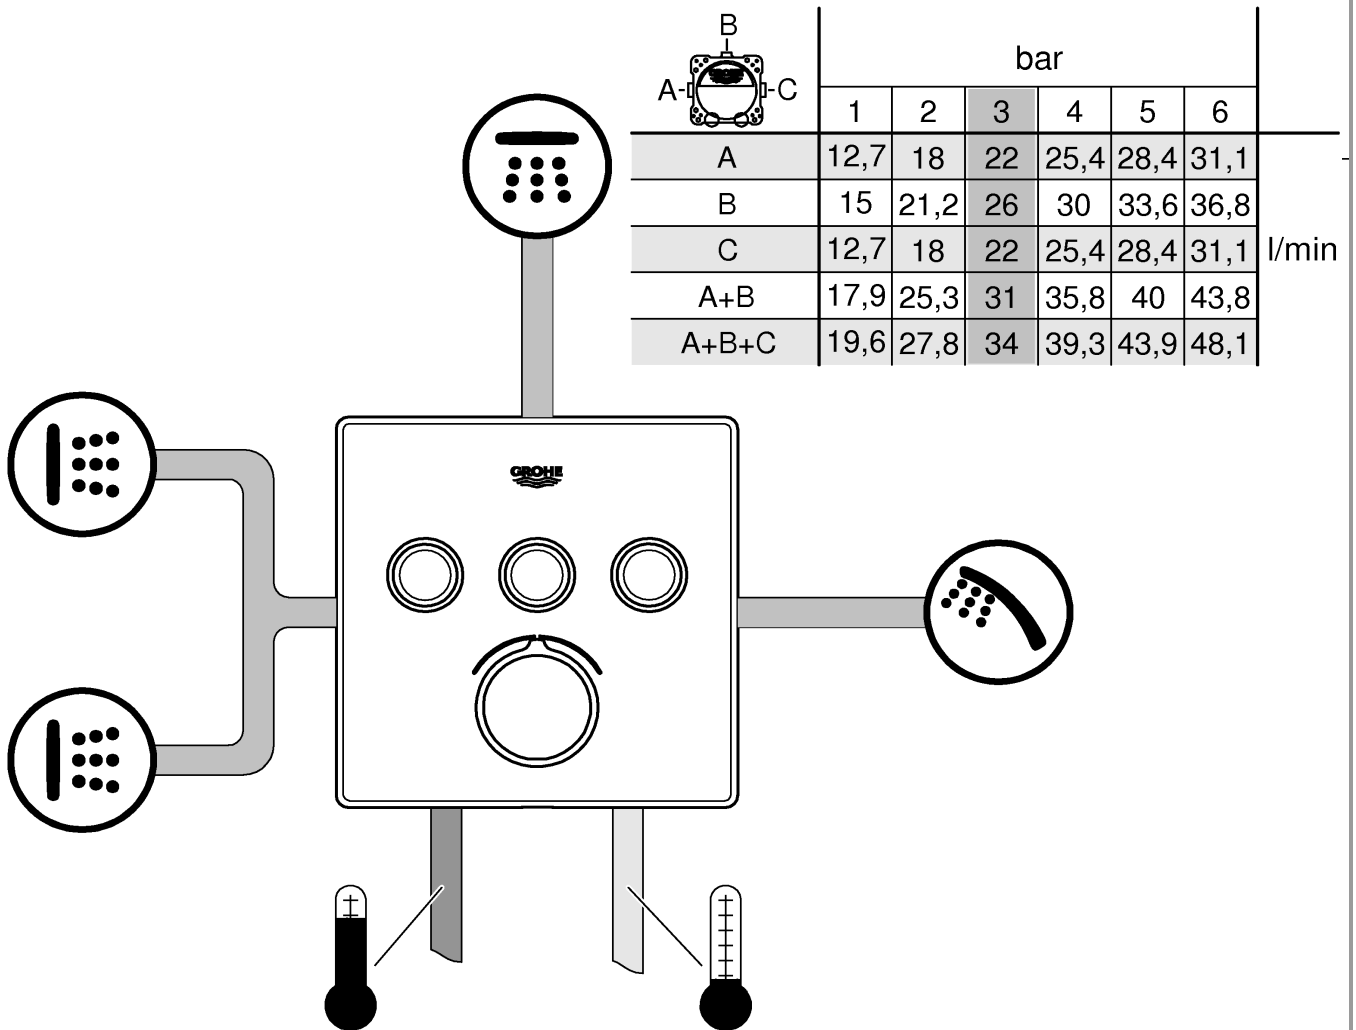 B
bar
A C
1 2 3 4 5 6
A 12,7 18 22 25,4 28,4 31,1
B 15 21,2 26 30 33,6 36,8
C 12,7 18 22 25,4 28,4 31,1 l/min
A+B 17,9 25,3 31 35,8 40 43,8
A+B+C 19,6 27,8 34 39,3 43,9 48,1
GROHE